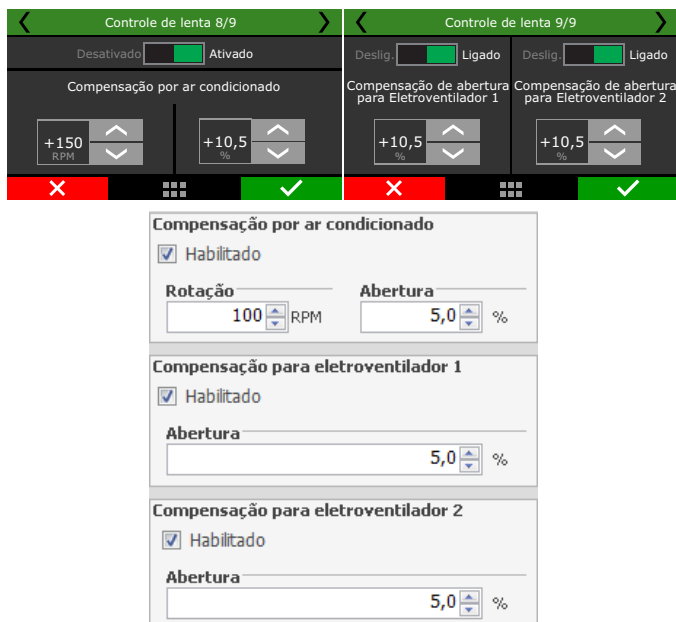 Controle de lenta 8/9
Desativado Ativado
Compensação por ar condicionado
+150
RPM
+10,5
%
Controle de lenta 9/9
Deslig. Ligado
Deslig. Ligado
Compensação de abertura
para Eletroventilador 1
Compensação de abertura
para Eletroventilador 2
+10,5
%
+10,5
%
Compensação por ar condicionado
Habilitado
Rotação Abertura
100 RPM 5,0 %
Compensação para eletroventilador 1
Habilitado
Abertura
5,0 %
Compensação para eletroventilador 2
Habilitado
Abertura
5,0 %